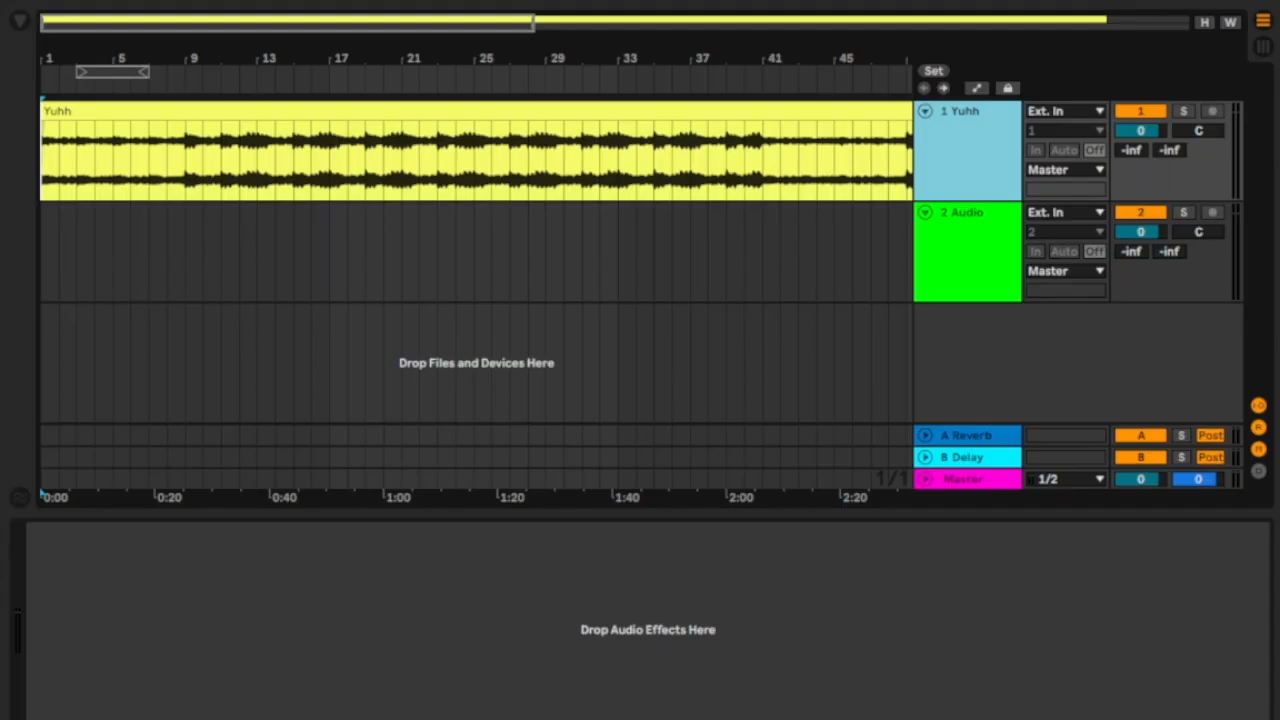 H W
1 5 9 13 17 21 25 29 33 37 41 45
Set
Yuhh
1 Yuhh Ext. In 1 S
1 0 C
In Auto Off -inf -inf
Master
2 Audio Ext. In 2 S
2 0 C
In Auto Off -inf -inf
Master
Drop Files and Devices Here
A Reverb A S Post
B Delay B S Post
1/1 Master 1/2 0 0
0:00 0:20 0:40 1:00 1:20 1:40 2:00 2:20
I·O
R
M
D
Drop Audio Effects Here